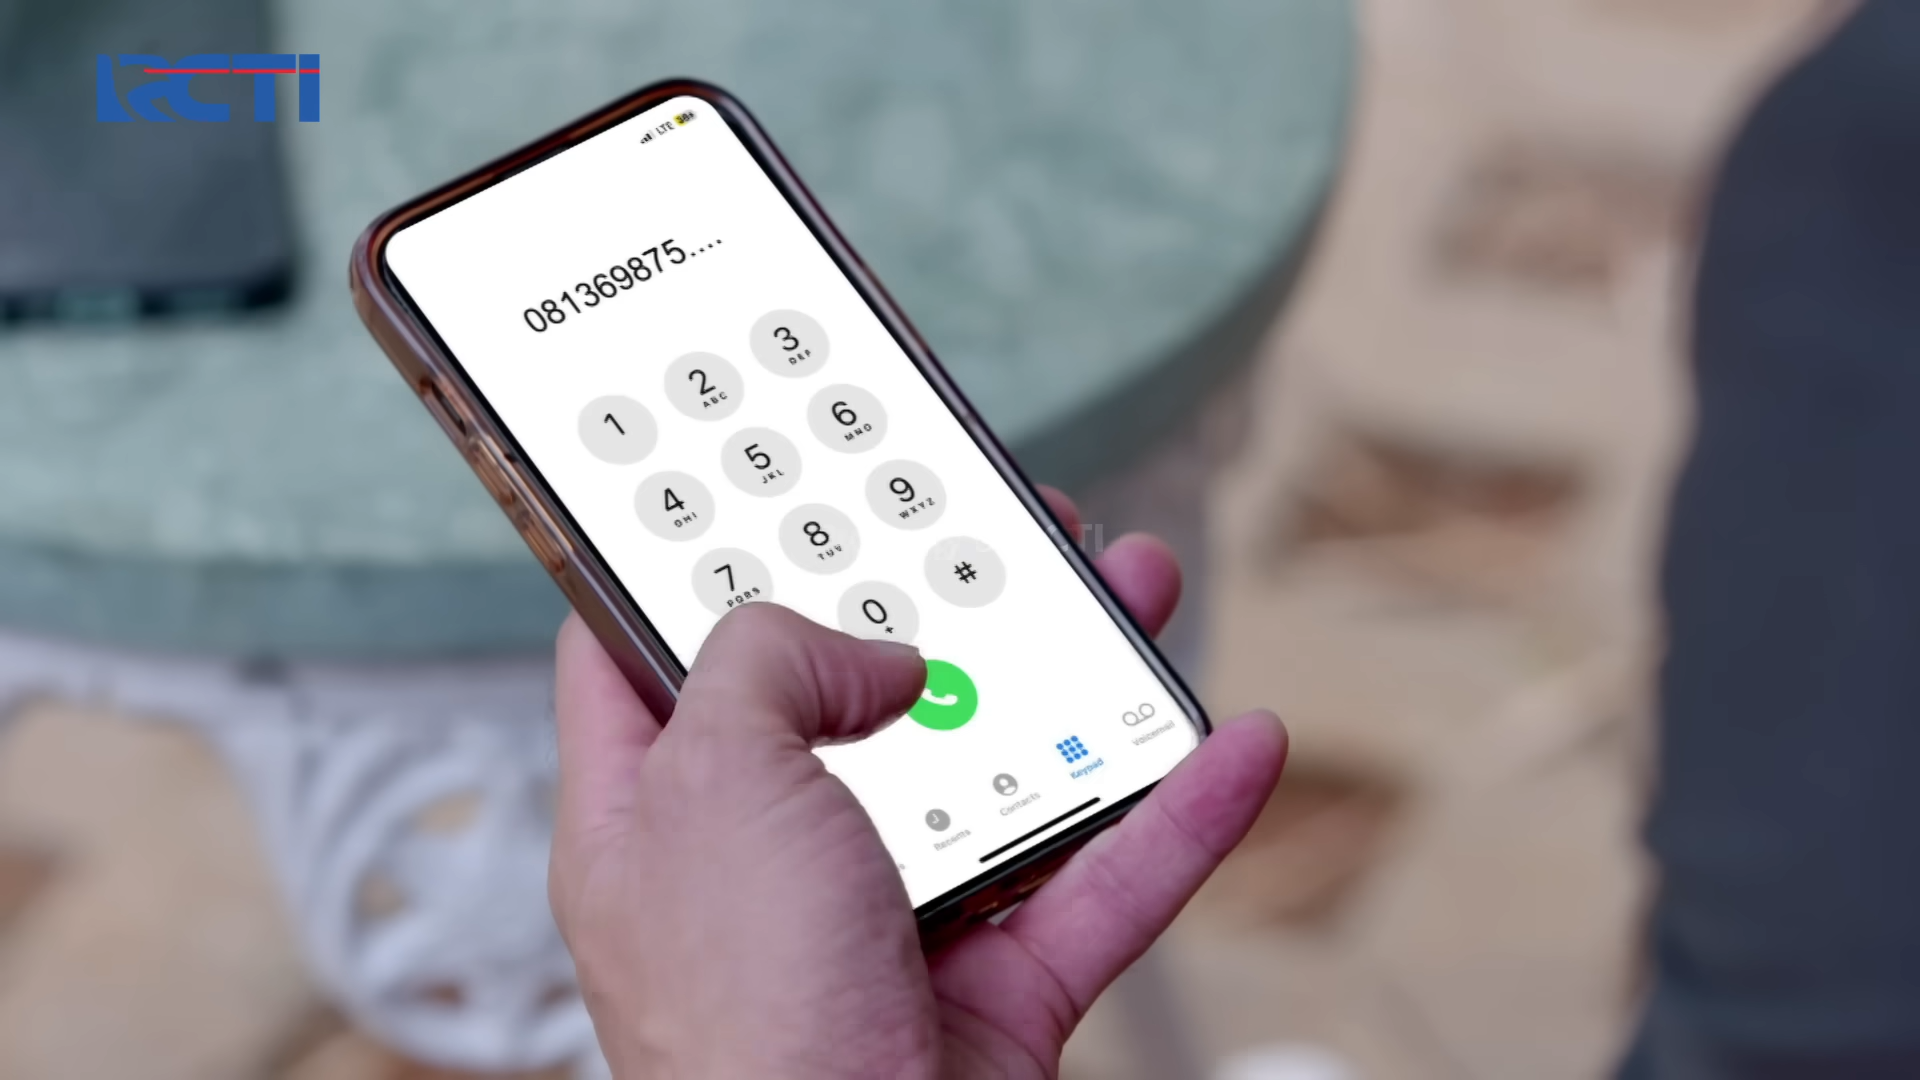 RCTI
LTE 38+
081369875....
1
2
ABC
3
DEF
4
GHI
5
JKL
6
MNO
7
PQRS
8
TUV
9
WXYZ
0
+
#
Recents
Contacts
Keypad
Voicemail